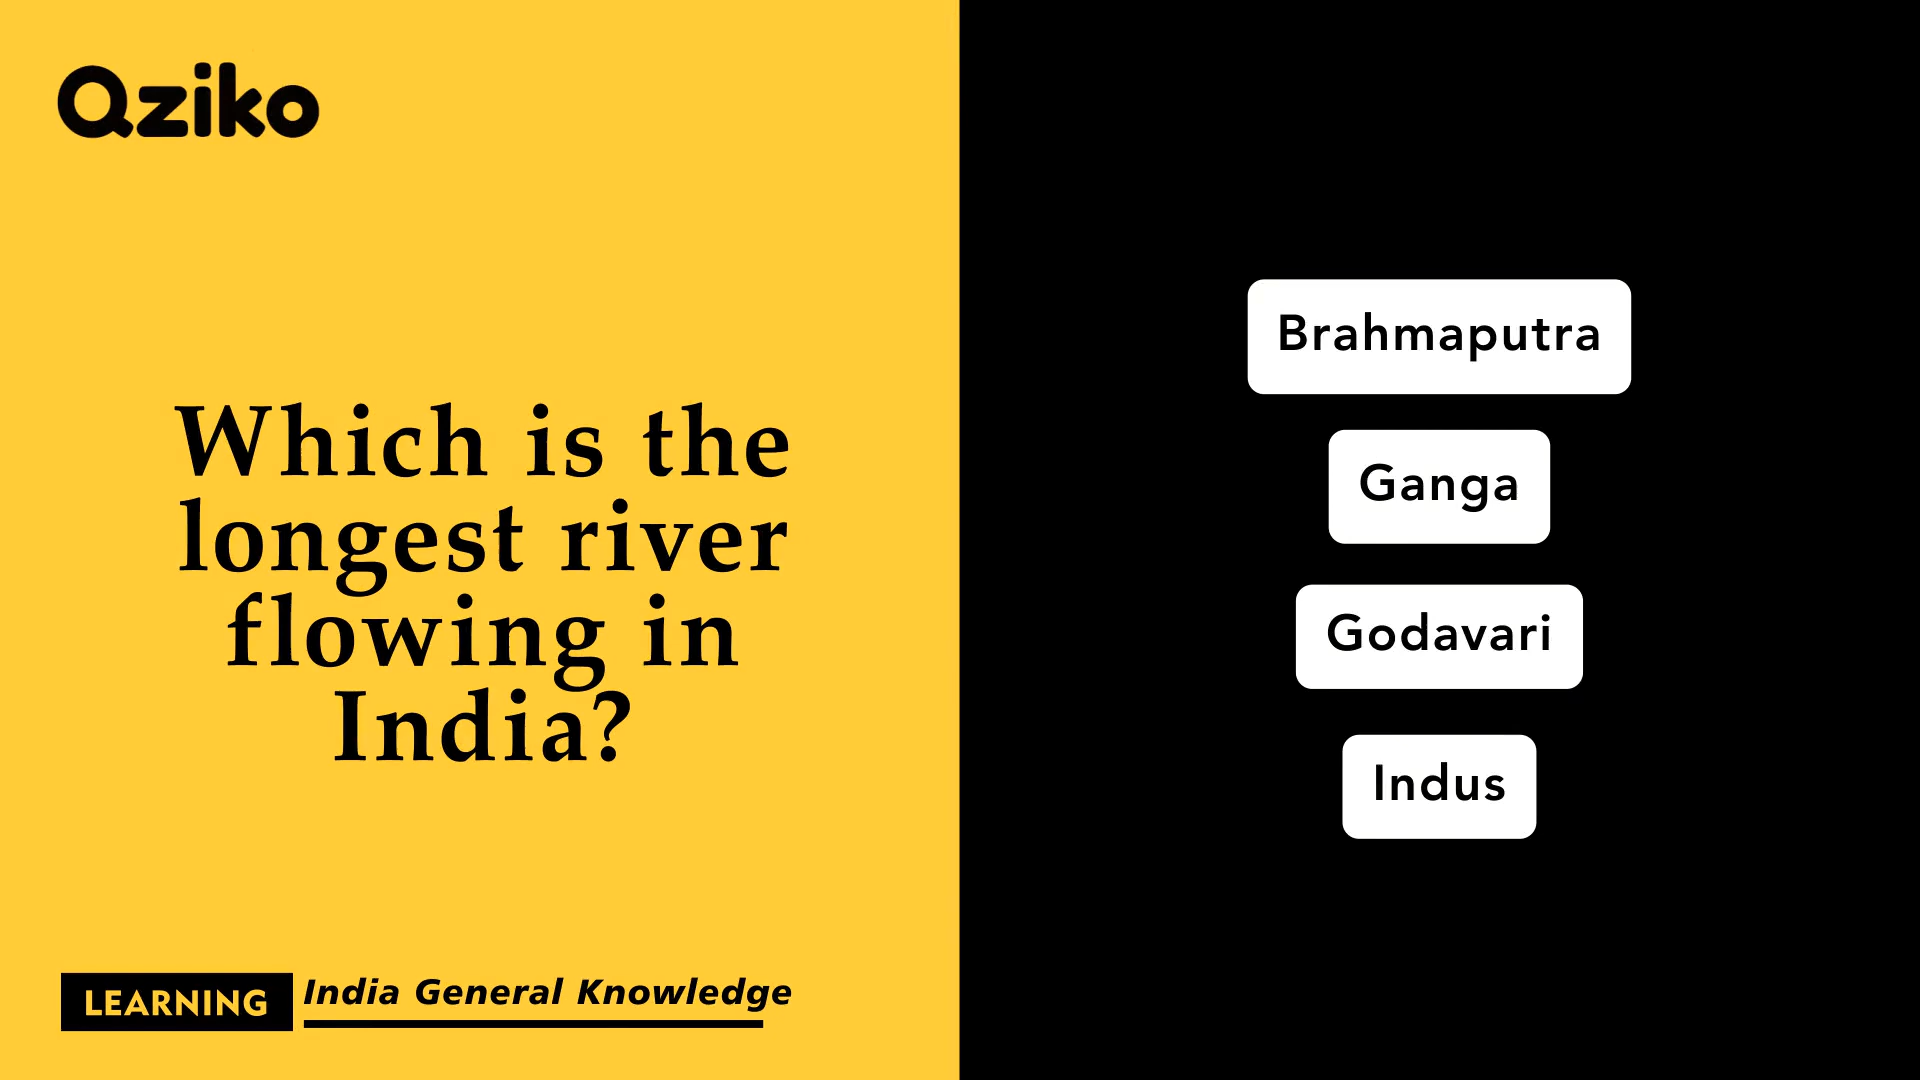 Qziko
Which is the
longest river
flowing in
India?
LEARNING
India General Knowledge
Brahmaputra
Ganga
Godavari
Indus